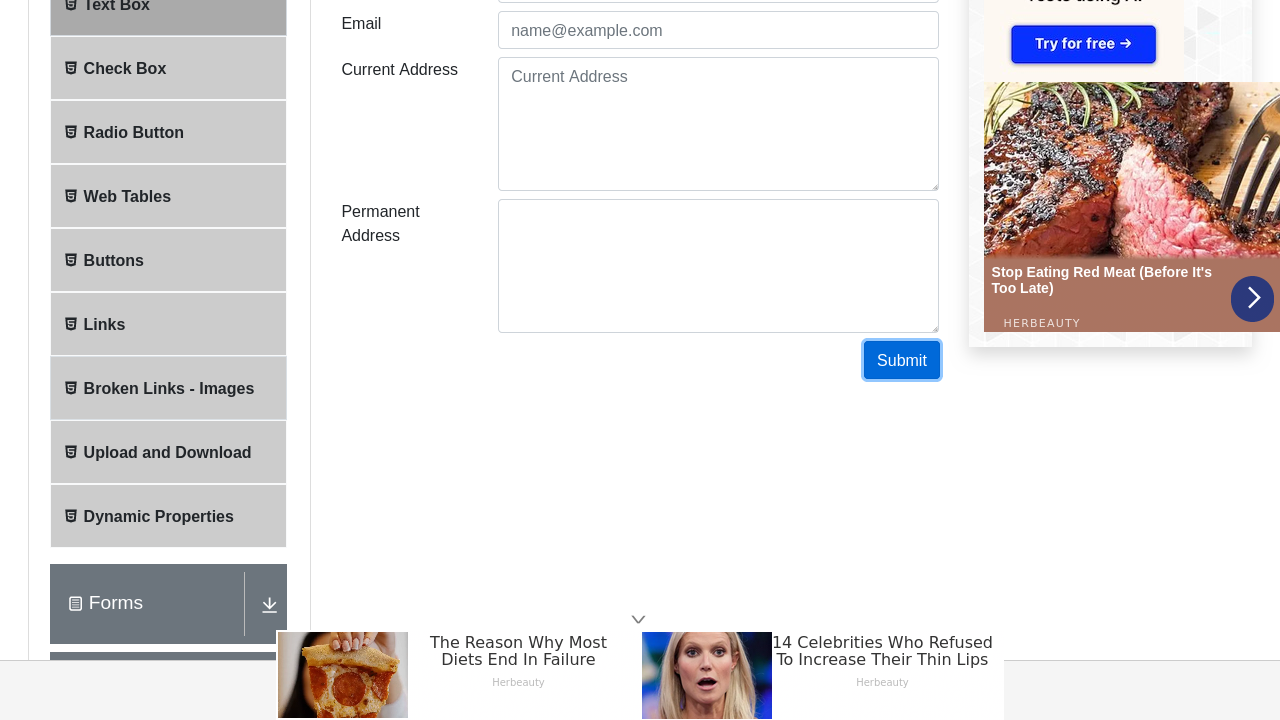 Text Box
Check Box
Radio Button
Web Tables
Buttons
Links
Broken Links - Images
Upload and Download
Dynamic Properties
Forms
Email
name@example.com
Current Address
Current Address
Permanent
Address
Submit
Try for free →
Stop Eating Red Meat (Before It's
Too Late)
HERBEAUTY
The Reason Why Most
Diets End In Failure
Herbeauty
14 Celebrities Who Refused
To Increase Their Thin Lips
Herbeauty